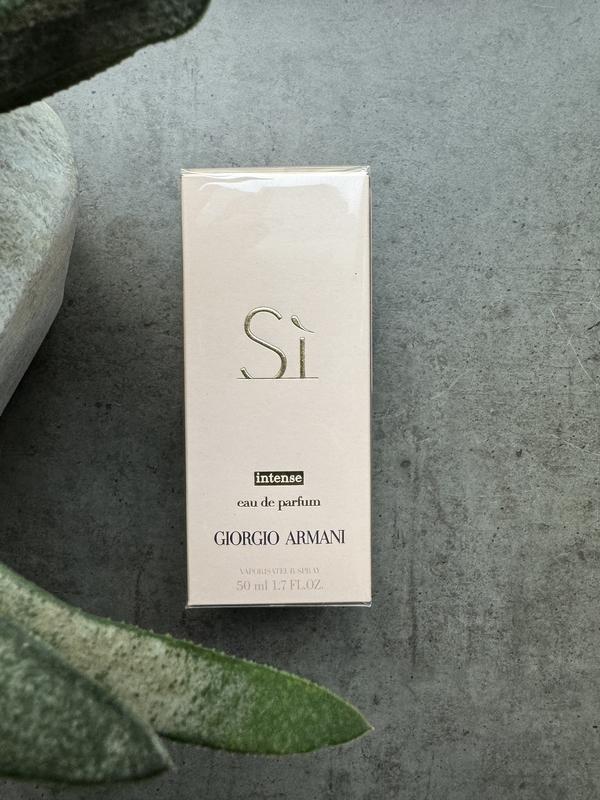 Sì
intense
eau de parfum
GIORGIO ARMANI
VAPORISATEUR SPRAY
50 ml 1.7 FL.OZ.